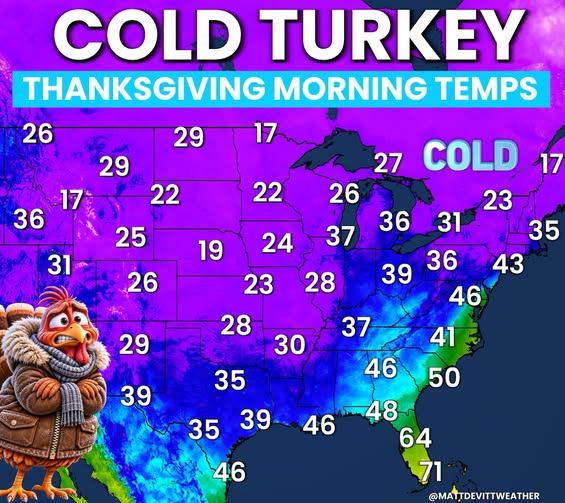 COLD TURKEY
THANKSGIVING MORNING TEMPS
26 29 17
29 27 COLD 17
17 22 22 26 23
36 25 19 24 37 36 31 35
31 26 23 28 39 36 43
46
29 28 30 37 41
35 46 50
39 35 39 46 48
64
46 71
@MATTDEVITTWEATHER